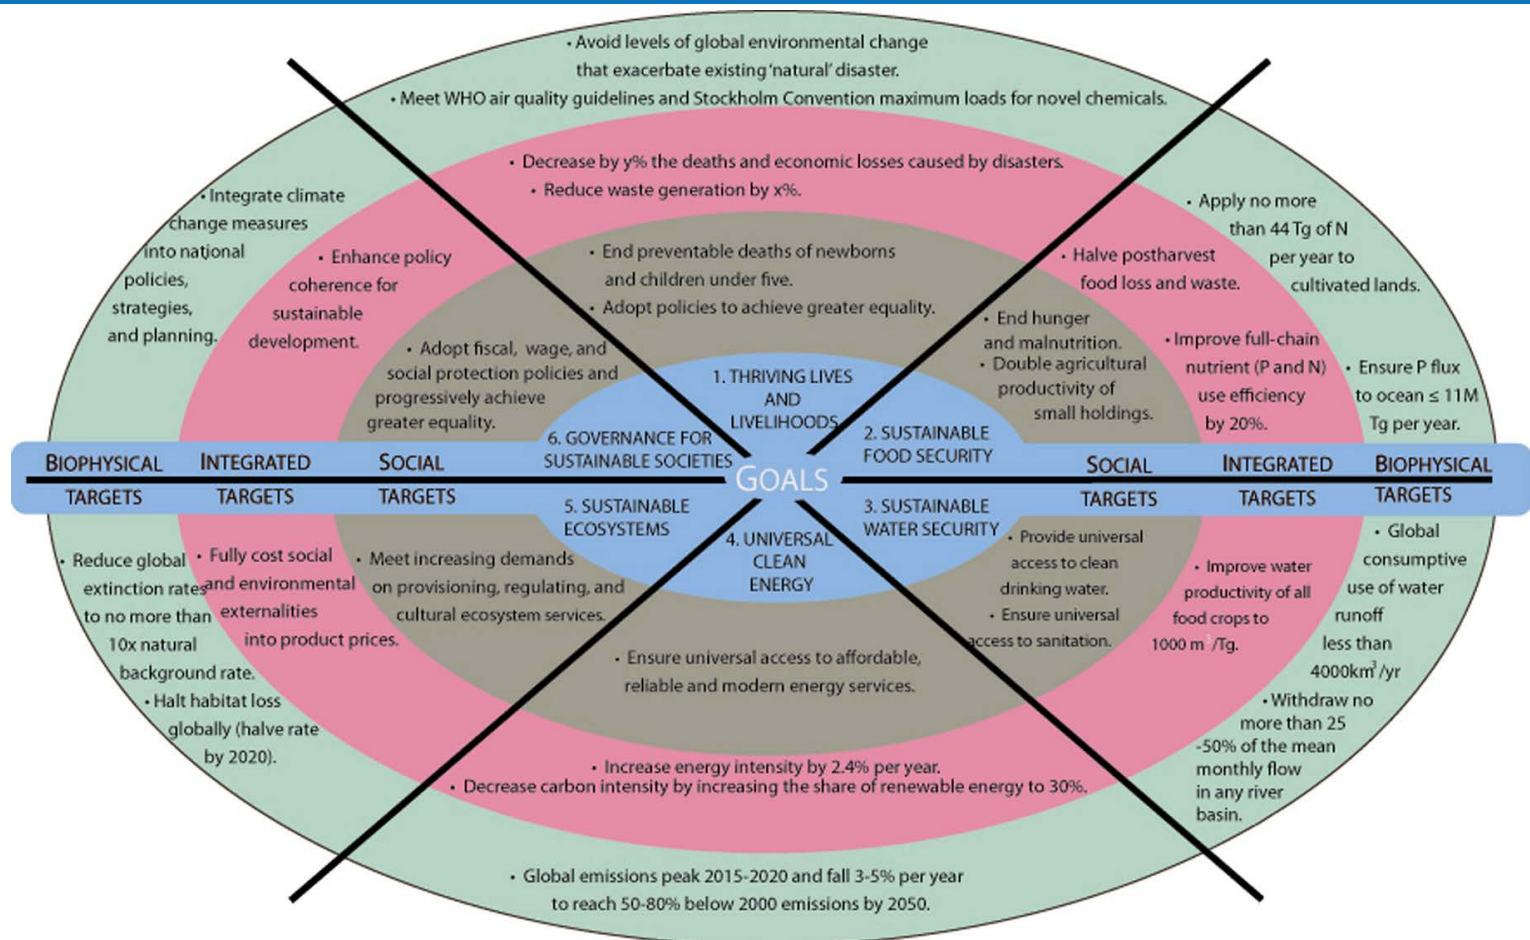 • Avoid levels of global environmental change
that exacerbate existing 'natural' disaster.
• Meet WHO air quality guidelines and Stockholm Convention maximum loads for novel chemicals.
• Decrease by y% the deaths and economic losses caused by disasters.
• Reduce waste generation by x%.
• End preventable deaths of newborns
and children under five.
• Adopt policies to achieve greater equality.
1. THRIVING LIVES
AND
LIVELIHOODS
• Integrate climate
change measures
into national
policies,
strategies,
and planning.
• Enhance policy
coherence for
sustainable
development.
• Adopt fiscal, wage, and
social protection policies and
progressively achieve
greater equality.
6. GOVERNANCE FOR
SUSTAINABLE SOCIETIES
2. SUSTAINABLE
FOOD SECURITY
• End hunger
and malnutrition.
• Double agricultural
productivity of
small holdings.
• Halve postharvest
food loss and waste.
• Improve full-chain
nutrient (P and N)
use efficiency
by 20%.
• Apply no more
than 44 Tg of N
per year to
cultivated lands.
• Ensure P flux
to ocean ≤ 11M
Tg per year.
BIOPHYSICAL
TARGETS
INTEGRATED
TARGETS
SOCIAL
TARGETS
GOALS
SOCIAL
TARGETS
INTEGRATED
TARGETS
BIOPHYSICAL
TARGETS
• Reduce global
extinction rates
to no more than
10x natural
background rate.
• Halt habitat loss
globally (halve rate
by 2020).
• Fully cost social
and environmental
externalities
into product prices.
• Meet increasing demands
on provisioning, regulating, and
cultural ecosystem services.
5. SUSTAINABLE
ECOSYSTEMS
4. UNIVERSAL
CLEAN
ENERGY
3. SUSTAINABLE
WATER SECURITY
• Provide universal
access to clean
drinking water.
• Ensure universal
access to sanitation.
• Improve water
productivity of all
food crops to
1000 m³/Tg.
• Global
consumptive
use of water
runoff
less than
4000km³/yr
• Withdraw no
more than 25
-50% of the mean
monthly flow
in any river
basin.
• Ensure universal access to affordable,
reliable and modern energy services.
• Increase energy intensity by 2.4% per year.
• Decrease carbon intensity by increasing the share of renewable energy to 30%.
• Global emissions peak 2015-2020 and fall 3-5% per year
to reach 50-80% below 2000 emissions by 2050.